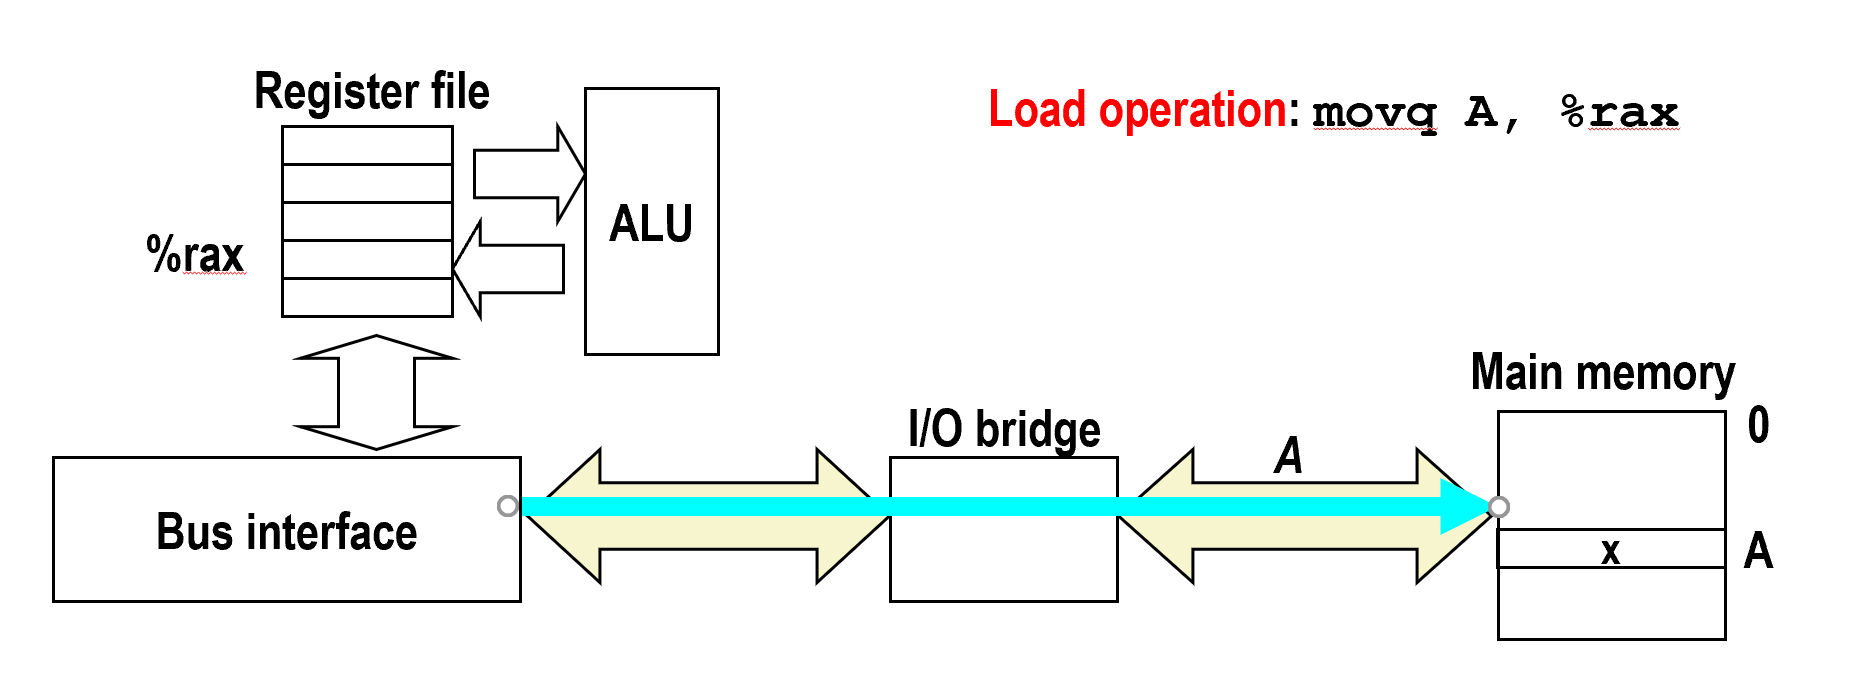 Register file
Load operation: movq A, %rax
ALU
%rax
Main memory
0
I/O bridge
A
Bus interface
x
A